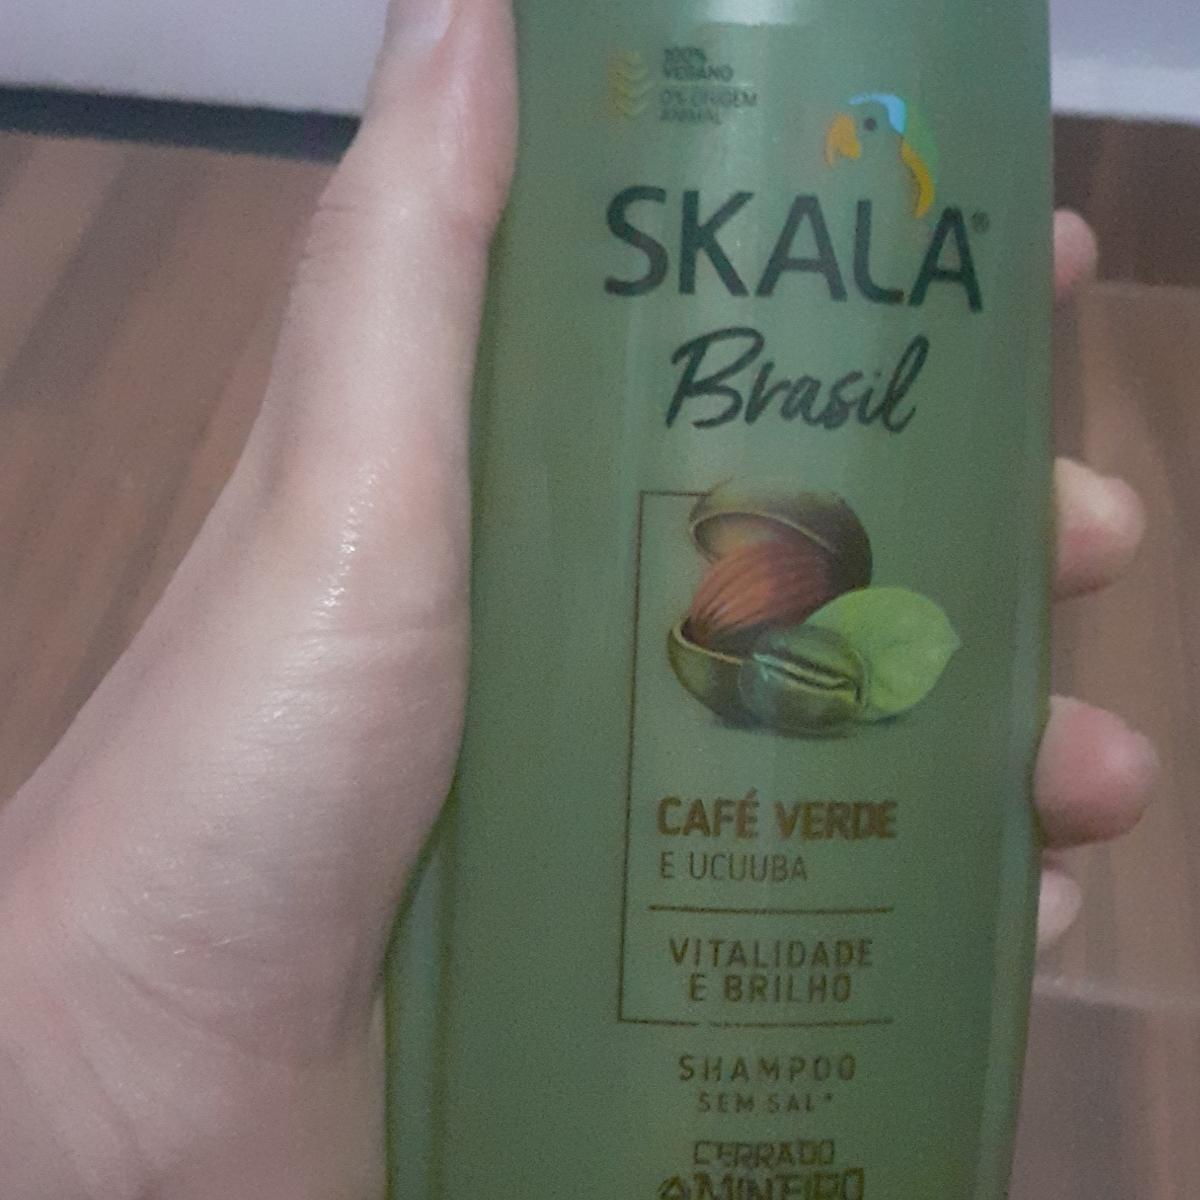 100%
VEGANO
0% ORIGEM
ANIMAL
SKALA®
Brasil
CAFÉ VERDE
E UCUUBA
VITALIDADE
E BRILHO
SHAMPOO
SEM SAL*
CERRADO
MINEIRO